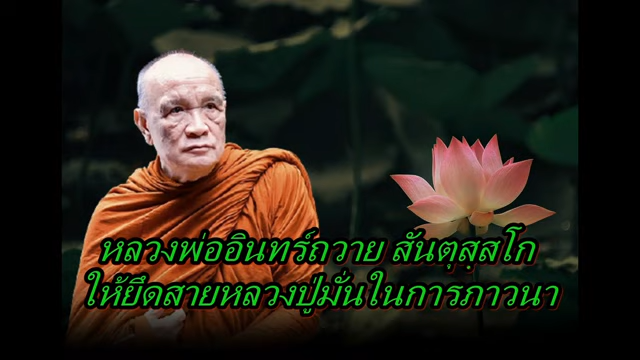 หลวงพ่ออินทร์ถวาย สันตุสฺสโก
ให้ยึดสายหลวงปู่มั่นในการภาวนา